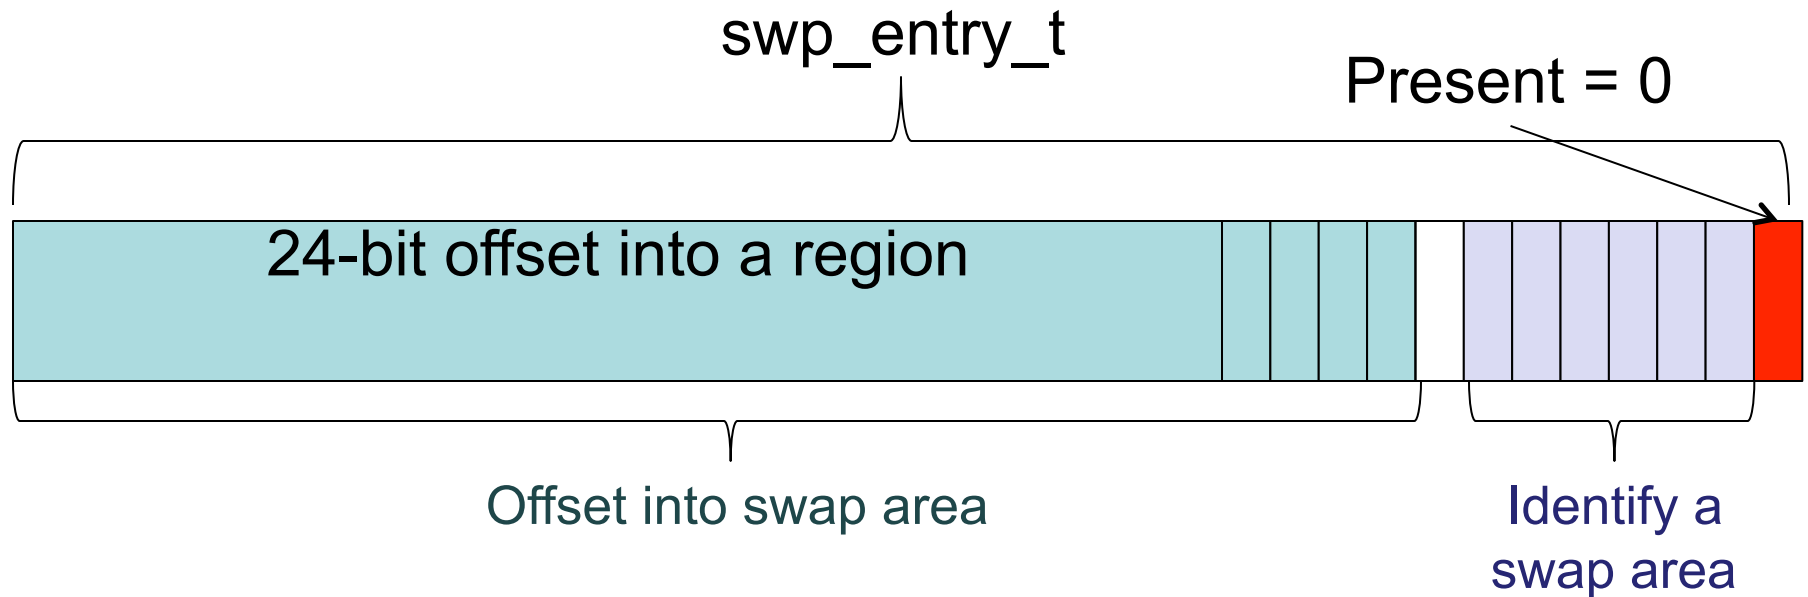 swp_entry_t
Present = 0
24-bit offset into a region
Offset into swap area
Identify a
swap area